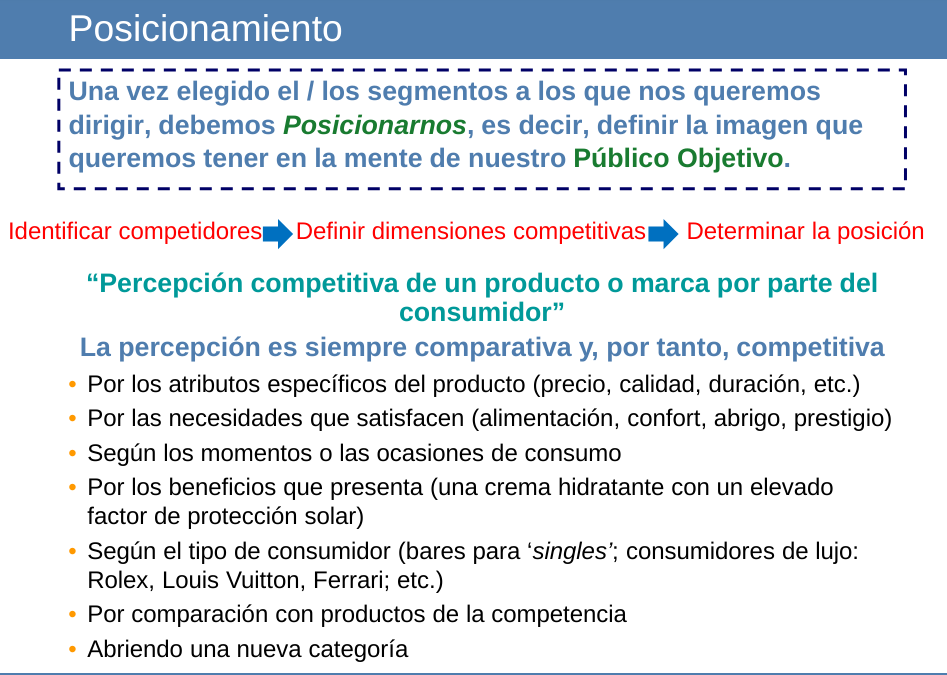 Posicionamiento
Una vez elegido el / los segmentos a los que nos queremos
dirigir, debemos Posicionarnos, es decir, definir la imagen que
queremos tener en la mente de nuestro Público Objetivo.
Identificar competidores Definir dimensiones competitivas Determinar la posición
“Percepción competitiva de un producto o marca por parte del
consumidor”
La percepción es siempre comparativa y, por tanto, competitiva
• Por los atributos específicos del producto (precio, calidad, duración, etc.)
• Por las necesidades que satisfacen (alimentación, confort, abrigo, prestigio)
• Según los momentos o las ocasiones de consumo
• Por los beneficios que presenta (una crema hidratante con un elevado
factor de protección solar)
• Según el tipo de consumidor (bares para ‘singles’; consumidores de lujo:
Rolex, Louis Vuitton, Ferrari; etc.)
• Por comparación con productos de la competencia
• Abriendo una nueva categoría